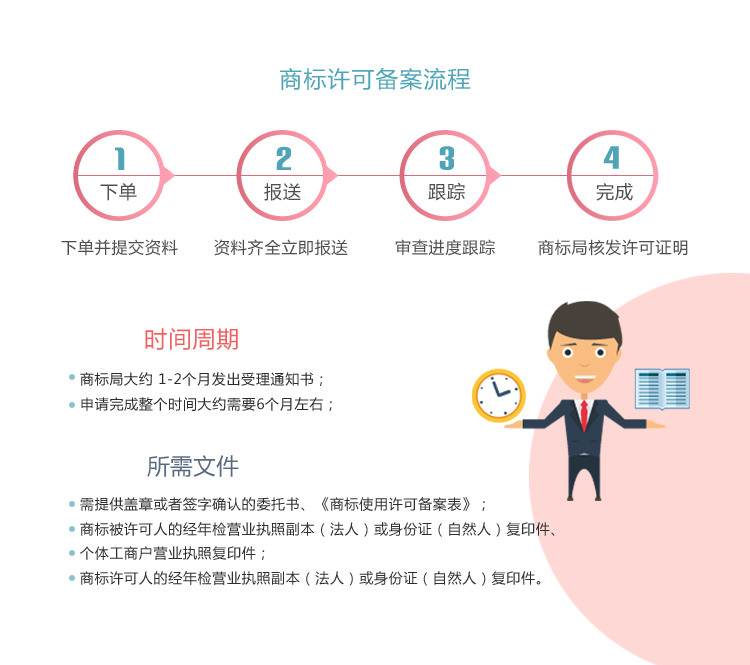 商标许可备案流程
1 2 3 4
下单 报送 跟踪 完成
下单并提交资料 资料齐全立即报送 审查进度跟踪 商标局核发许可证明
时间周期
商标局大约 1-2个月发出受理通知书；
申请完成整个时间大约需要6个月左右；
所需文件
需提供盖章或者签字确认的委托书、《商标使用许可备案表》；
商标被许可人的经年检营业执照副本（法人）或身份证（自然人）复印件、
个体工商户营业执照复印件；
商标许可人的经年检营业执照副本（法人）或身份证（自然人）复印件。